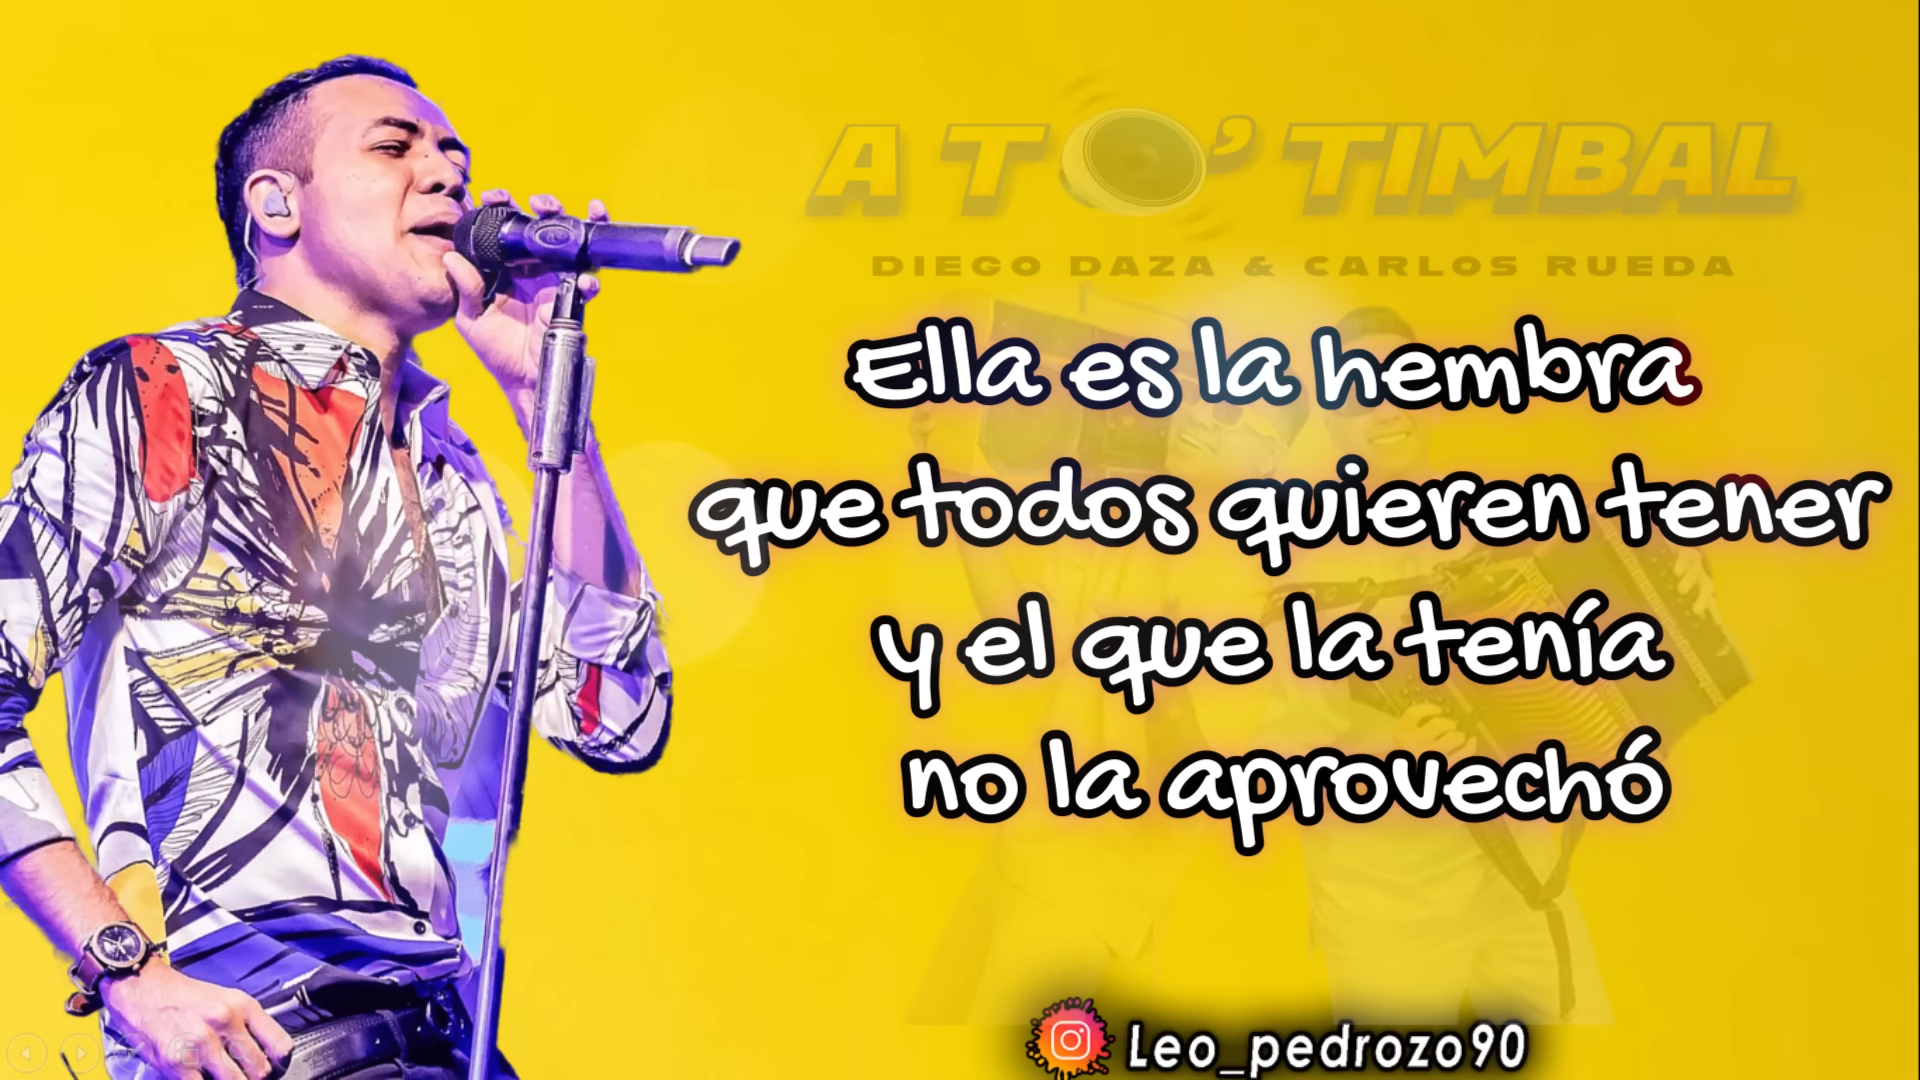 A TO' TIMBAL
DIEGO DAZA & CARLOS RUEDA
Ella es la hembra
que todos quieren tener
y el que la tenía
no la aprovechó
Leo_pedrozo90